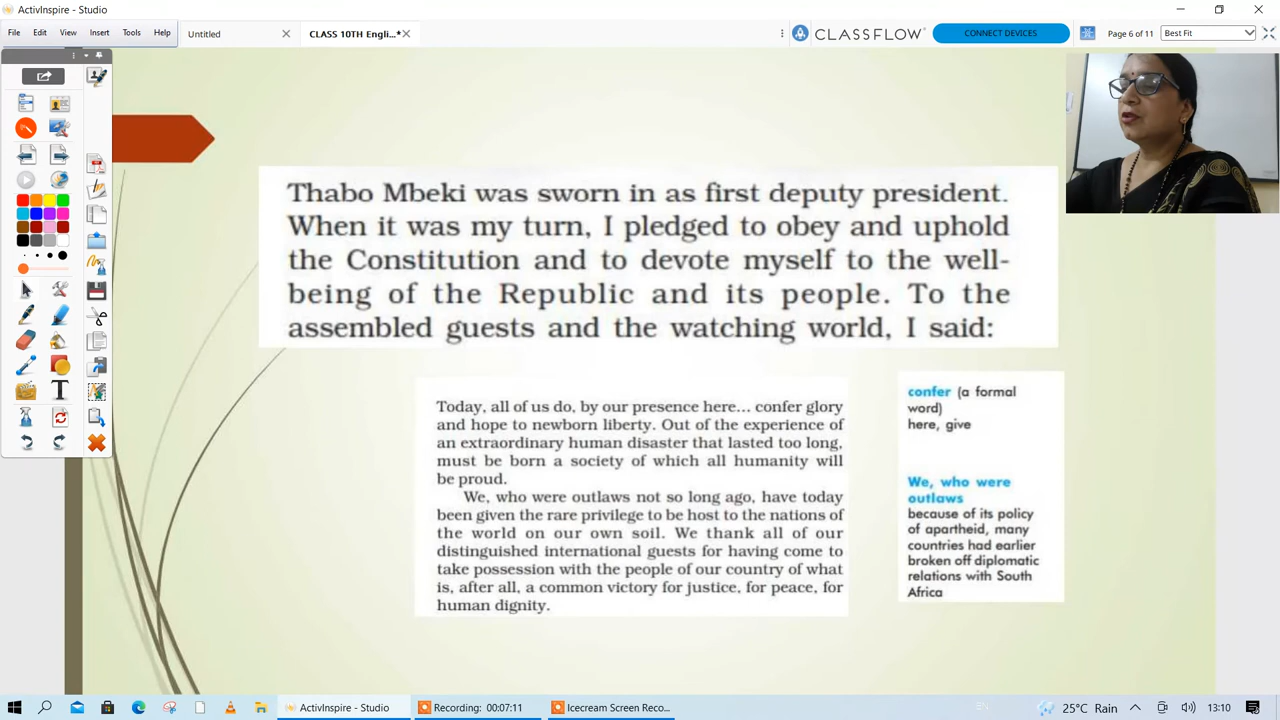 ActivInspire - Studio
File Edit View Insert Tools Help
Untitled
CLASS 10TH Engli...*
CLASSFLOW
CONNECT DEVICES
Page 6 of 11
Best Fit
Thabo Mbeki was sworn in as first deputy president.
When it was my turn, I pledged to obey and uphold
the Constitution and to devote myself to the well-
being of the Republic and its people. To the
assembled guests and the watching world, I said:
Today, all of us do, by our presence here... confer glory
and hope to newborn liberty. Out of the experience of
an extraordinary human disaster that lasted too long,
must be born a society of which all humanity will
be proud.
We, who were outlaws not so long ago, have today
been given the rare privilege to be host to the nations of
the world on our own soil. We thank all of our
distinguished international guests for having come to
take possession with the people of our country of what
is, after all, a common victory for justice, for peace, for
human dignity.
confer (a formal
word)
here, give
We, who were
outlaws
because of its policy
of apartheid, many
countries had earlier
broken off diplomatic
relations with South
Africa
ActivInspire - Studio
Recording: 00:07:11
Icecream Screen Reco...
25°C Rain
13:10